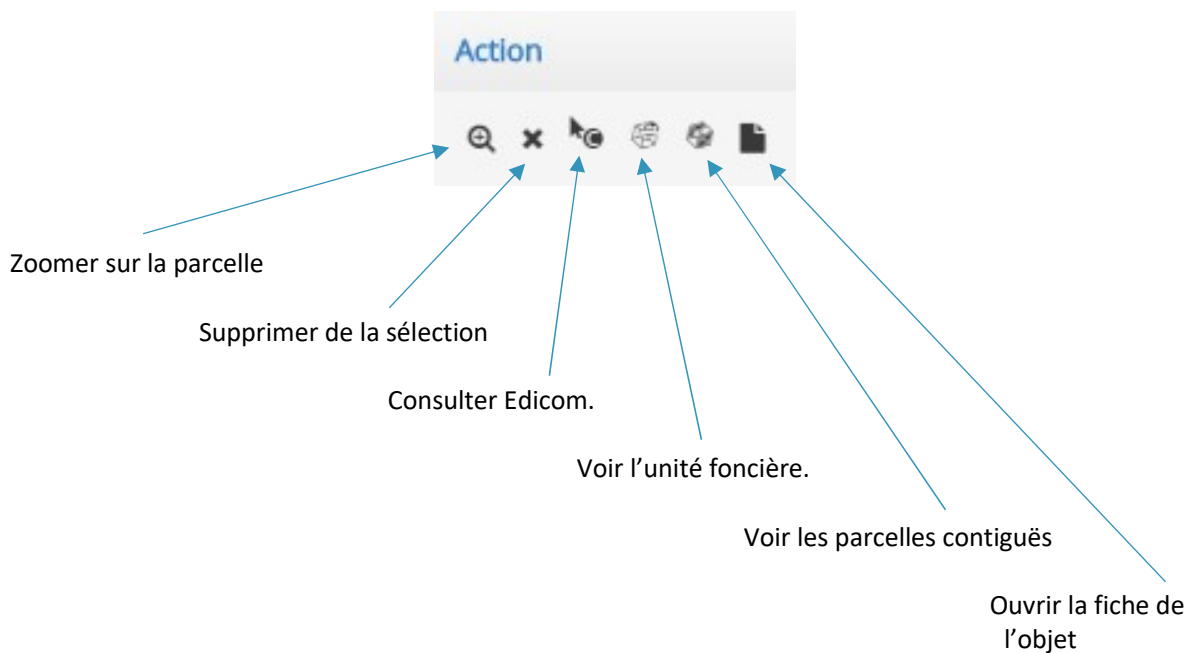 Action
Zoomer sur la parcelle
Supprimer de la sélection
Consulter Edicom.
Voir l’unité foncière.
Voir les parcelles contiguës
Ouvrir la fiche de
l’objet